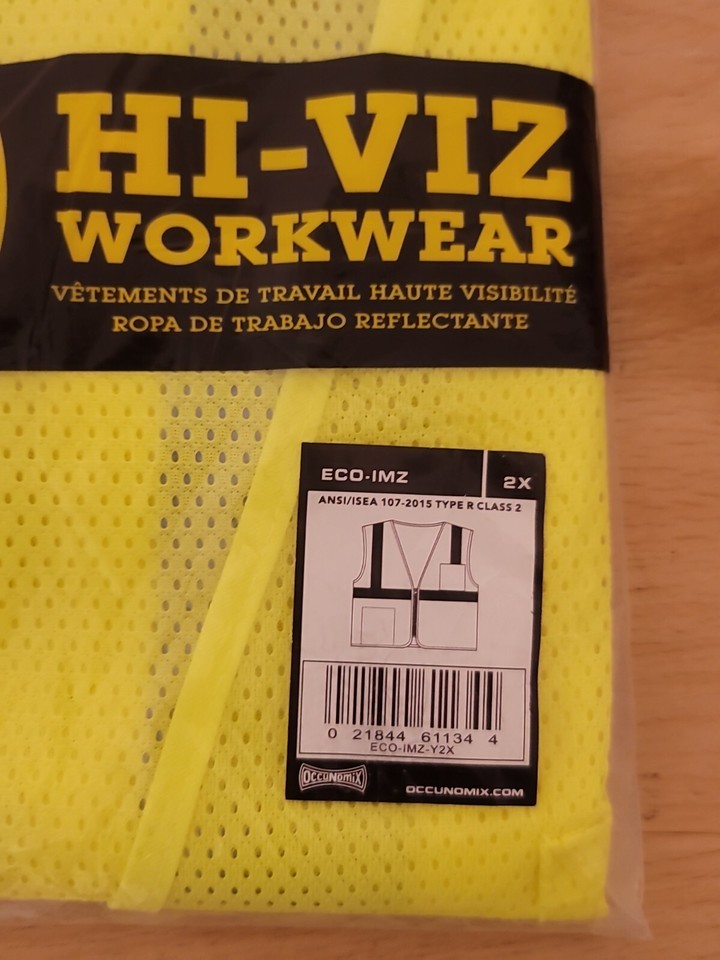 HI-VIZ
WORKWEAR
VÊTEMENTS DE TRAVAIL HAUTE VISIBILITÉ
ROPA DE TRABAJO REFLECTANTE
ECO-IMZ 2X
ANSI/ISEA 107-2015 TYPE R CLASS 2
0 21844 61134 4
ECO-IMZ-Y2X
OCCUNOMIX OCCUNOMIX.COM